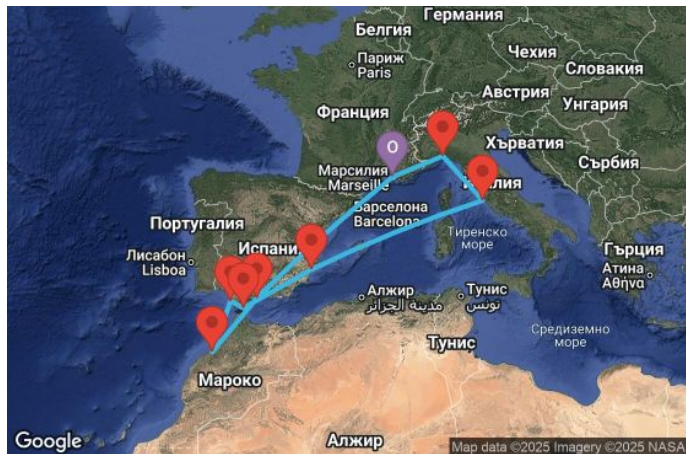 Германия
Белгия
Чехия
Париж
Paris
Словакия
Австрия
Унгария
Франция
Хърватия
O
Марсилия
Marseille
Сърбия
Италия
Барселона
Barcelona
Португалия
Тиренско
море
Испани
Гърция
Лисабон
Lisboa
Атина
Αθήνα
Алжир
مدينة الجزائر
Тунис
تونس
Средиземно
море
Тунис
Мароко
Алжир
Google
Map data ©2025 Imagery ©2025 NASA